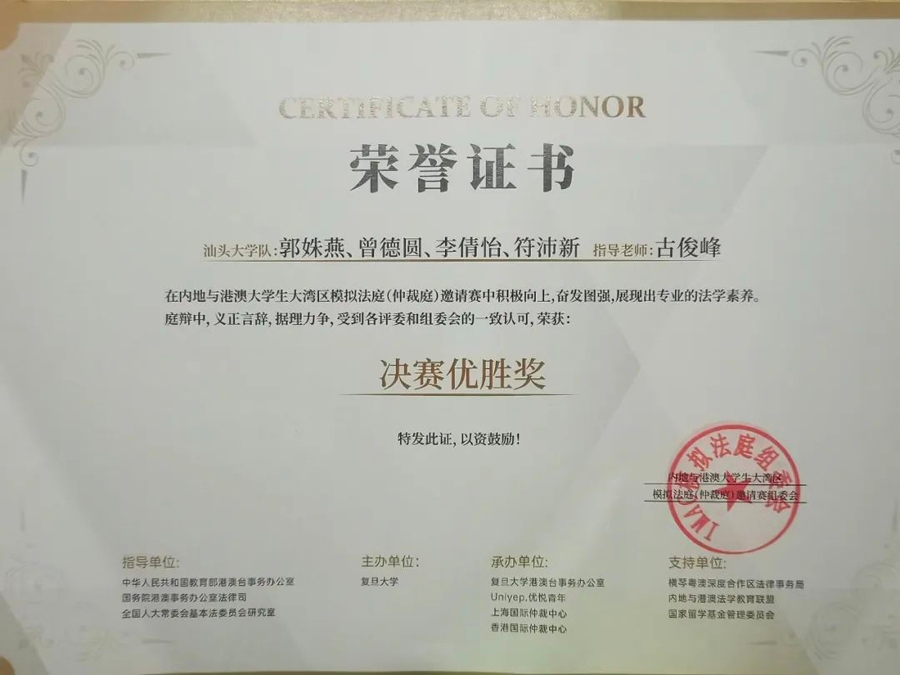 CERTIFICATE OF HONOR
荣誉证书
汕头大学队:郭姝燕、曾德圆、李倩怡、符沛新 指导老师:古俊峰
在内地与港澳大学生大湾区模拟法庭(仲裁庭)邀请赛中积极向上,奋发图强,展现出专业的法学素养。
庭辩中,义正言辞,据理力争,受到各评委和组委会的一致认可,荣获:
决赛优胜奖
特发此证,以资鼓励!
IMAC模拟法庭组委会
内地与港澳大学生大湾区
模拟法庭(仲裁庭)邀请赛组委会
指导单位:
中华人民共和国教育部港澳台事务办公室
国务院港澳事务办公室法律司
全国人大常委会基本法委员会研究室
主办单位:
复旦大学
承办单位:
复旦大学港澳台事务办公室
Uniyep.优悦青年
上海国际仲裁中心
香港国际仲裁中心
支持单位:
横琴粤澳深度合作区法律事务局
内地与港澳法学教育联盟
国家留学基金管理委员会